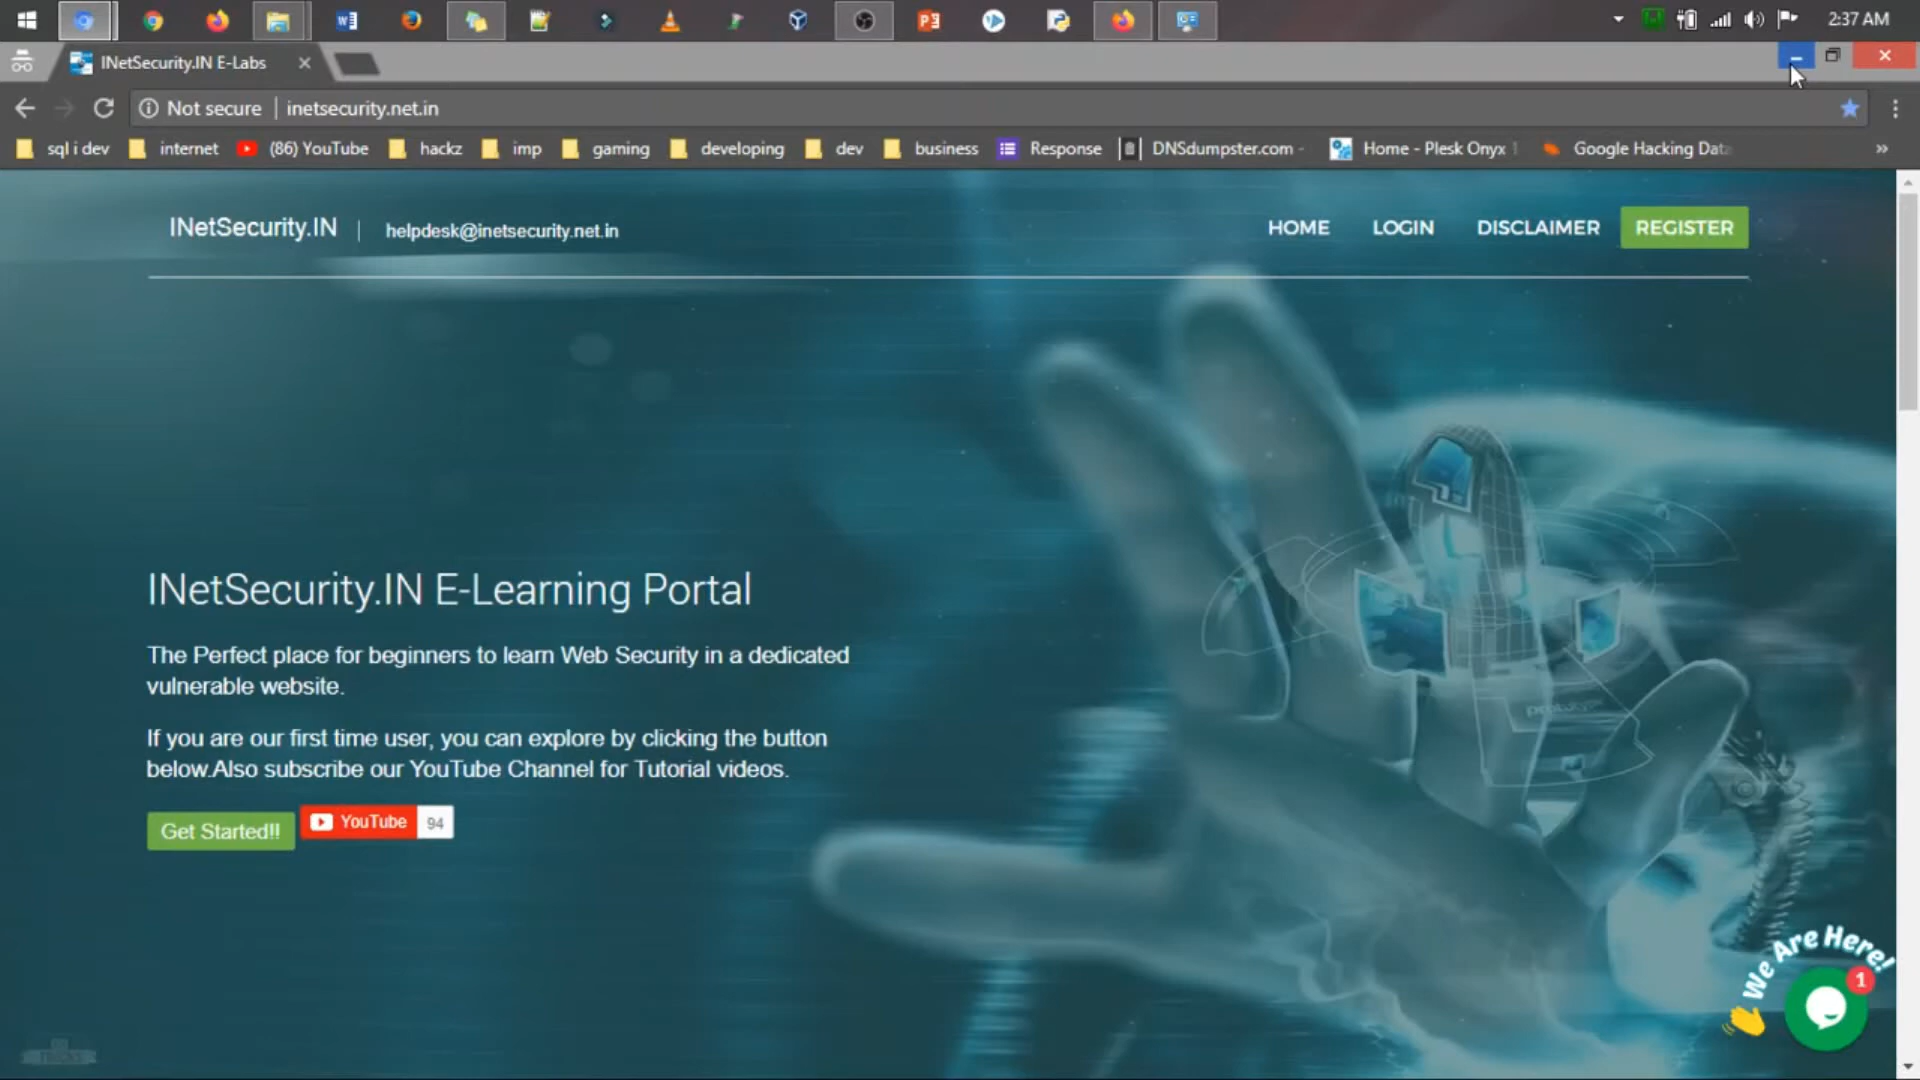 2:37 AM
INetSecurity.IN E-Labs
Not secure | inetsecurity.net.in
sql i dev internet (86) YouTube hackz imp gaming developing dev business Response DNSdumpster.com - Home - Plesk Onyx 1 Google Hacking Data »
INetSecurity.IN | helpdesk@inetsecurity.net.in HOME LOGIN DISCLAIMER REGISTER
INetSecurity.IN E-Learning Portal
The Perfect place for beginners to learn Web Security in a dedicated
vulnerable website.
If you are our first time user, you can explore by clicking the button
below.Also subscribe our YouTube Channel for Tutorial videos.
Get Started!! YouTube 94
prototype
We Are Here!
1